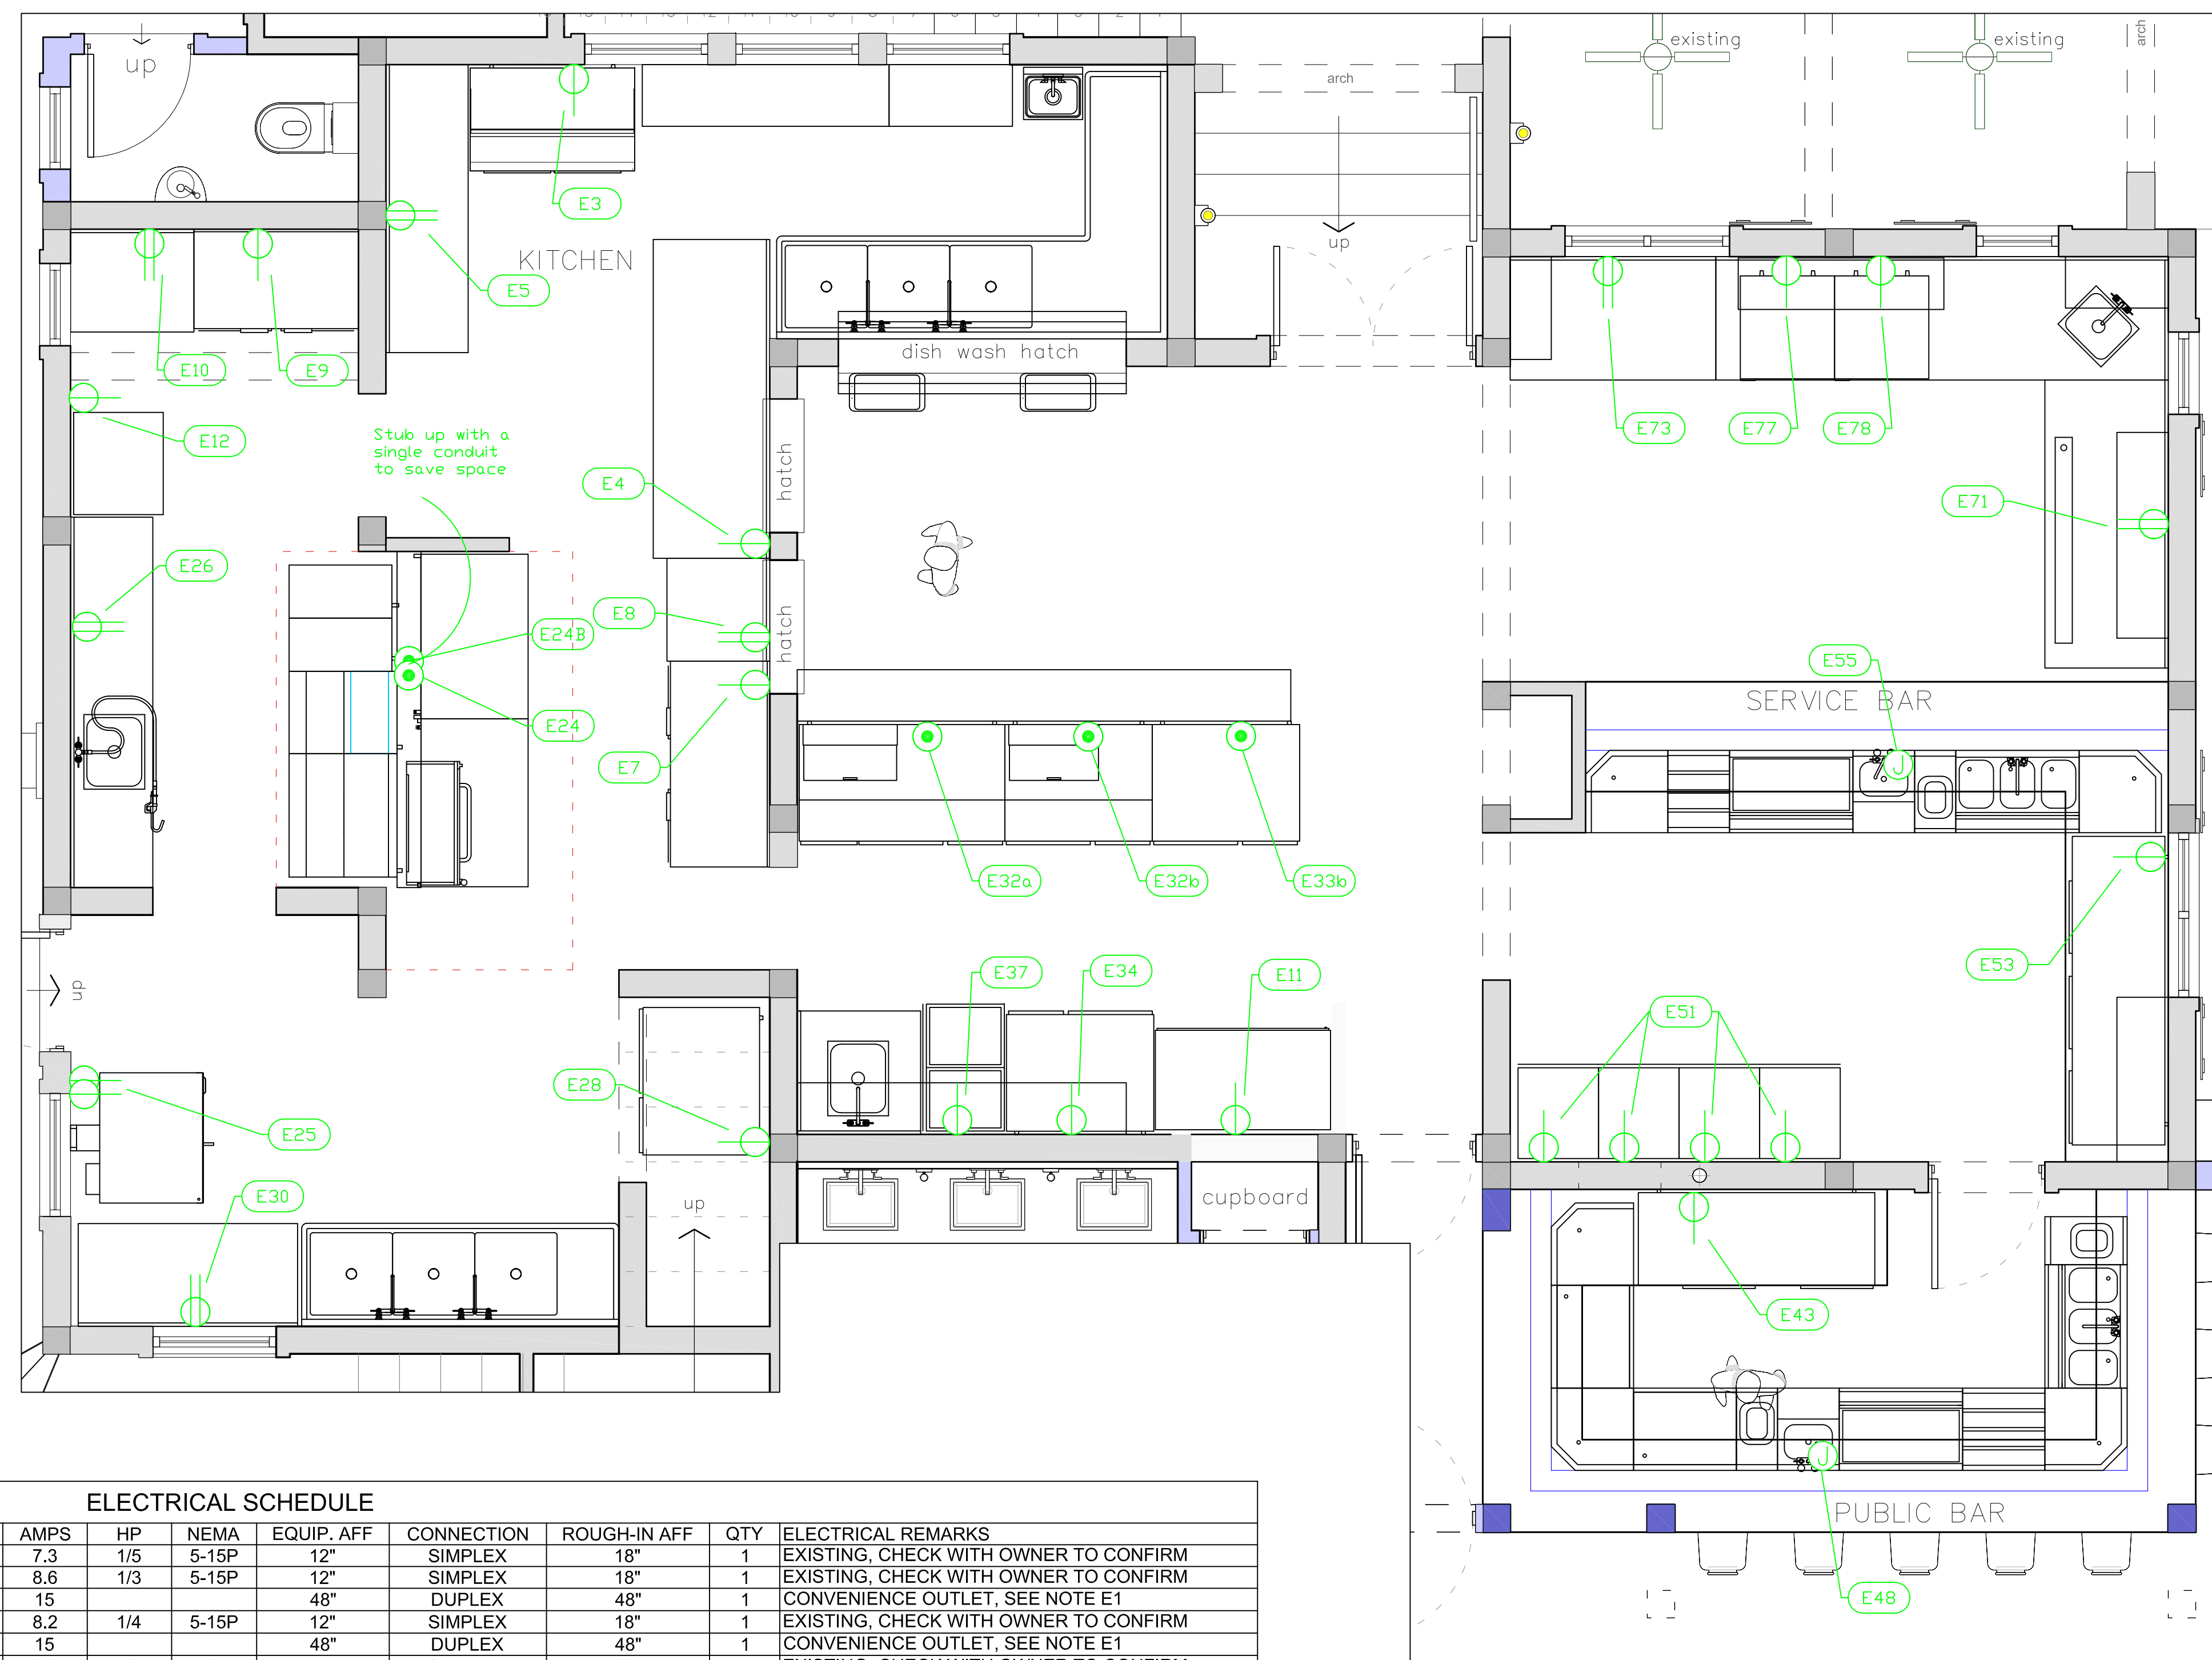 up
existing
existing
arch
arch
E3
KITCHEN
E5
up
E10
E9
dish wash hatch
E12
Stub up with a
single conduit
to save space
E73
E77
E78
hatch
E4
E71
E26
E8
hatch
E24B
E55
SERVICE BAR
E24
E7
E32a
E32b
E33b
E53
up
E37
E34
E11
E51
E28
E25
E30
up
cupboard
E43
PUBLIC BAR
E48
ELECTRICAL SCHEDULE
AMPS HP NEMA EQUIP. AFF CONNECTION ROUGH-IN AFF QTY ELECTRICAL REMARKS
7.3 1/5 5-15P 12" SIMPLEX 18" 1 EXISTING, CHECK WITH OWNER TO CONFIRM
8.6 1/3 5-15P 12" SIMPLEX 18" 1 EXISTING, CHECK WITH OWNER TO CONFIRM
15 48" DUPLEX 48" 1 CONVENIENCE OUTLET, SEE NOTE E1
8.2 1/4 5-15P 12" SIMPLEX 18" 1 EXISTING, CHECK WITH OWNER TO CONFIRM
15 48" DUPLEX 48" 1 CONVENIENCE OUTLET, SEE NOTE E1